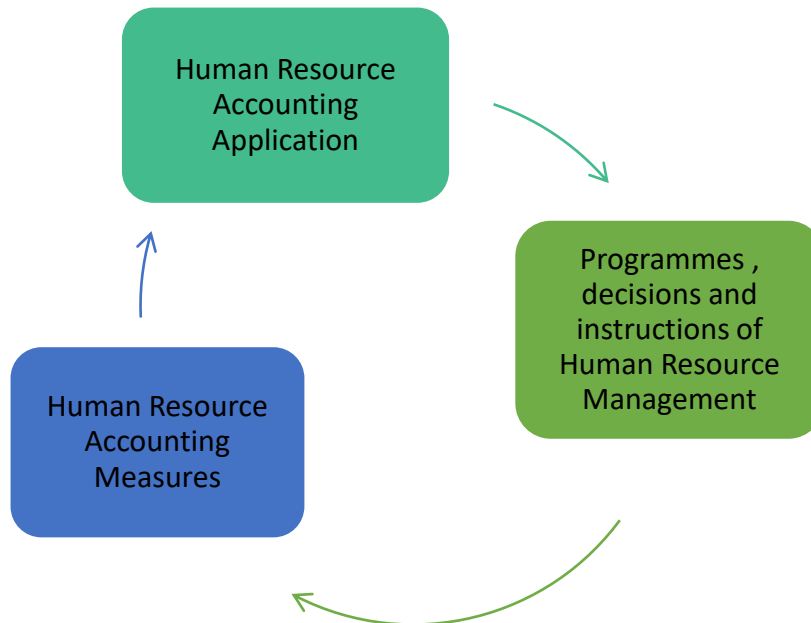 Human Resource
Accounting
Application
Programmes ,
decisions and
instructions of
Human Resource
Management
Human Resource
Accounting
Measures